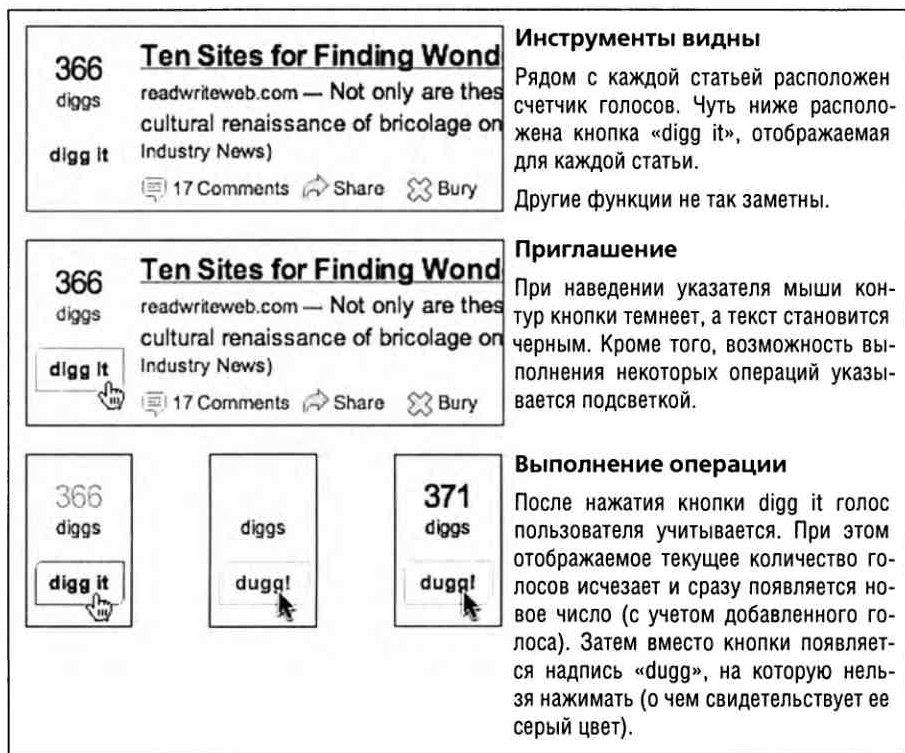 366
diggs
digg it
Ten Sites for Finding Wond
readwriteweb.com — Not only are thes
cultural renaissance of bricolage on
Industry News)
17 Comments Share Bury
Инструменты видны
Рядом с каждой статьей расположен
счетчик голосов. Чуть ниже располо-
жена кнопка «digg it», отображаемая
для каждой статьи.
Другие функции не так заметны.
366
diggs
digg it
Ten Sites for Finding Wond
readwriteweb.com — Not only are thes
cultural renaissance of bricolage on
Industry News)
17 Comments Share Bury
Приглашение
При наведении указателя мыши кон-
тур кнопки темнеет, а текст становится
черным. Кроме того, возможность вы-
полнения некоторых операций указы-
вается подсветкой.
366
diggs
digg it
diggs
dugg!
371
diggs
dugg!
Выполнение операции
После нажатия кнопки digg it голос
пользователя учитывается. При этом
отображаемое текущее количество го-
лосов исчезает и сразу появляется но-
вое число (с учетом добавленного го-
лоса). Затем вместо кнопки появляет-
ся надпись «dugg», на которую нель-
зя нажимать (о чем свидетельствует ее
серый цвет).